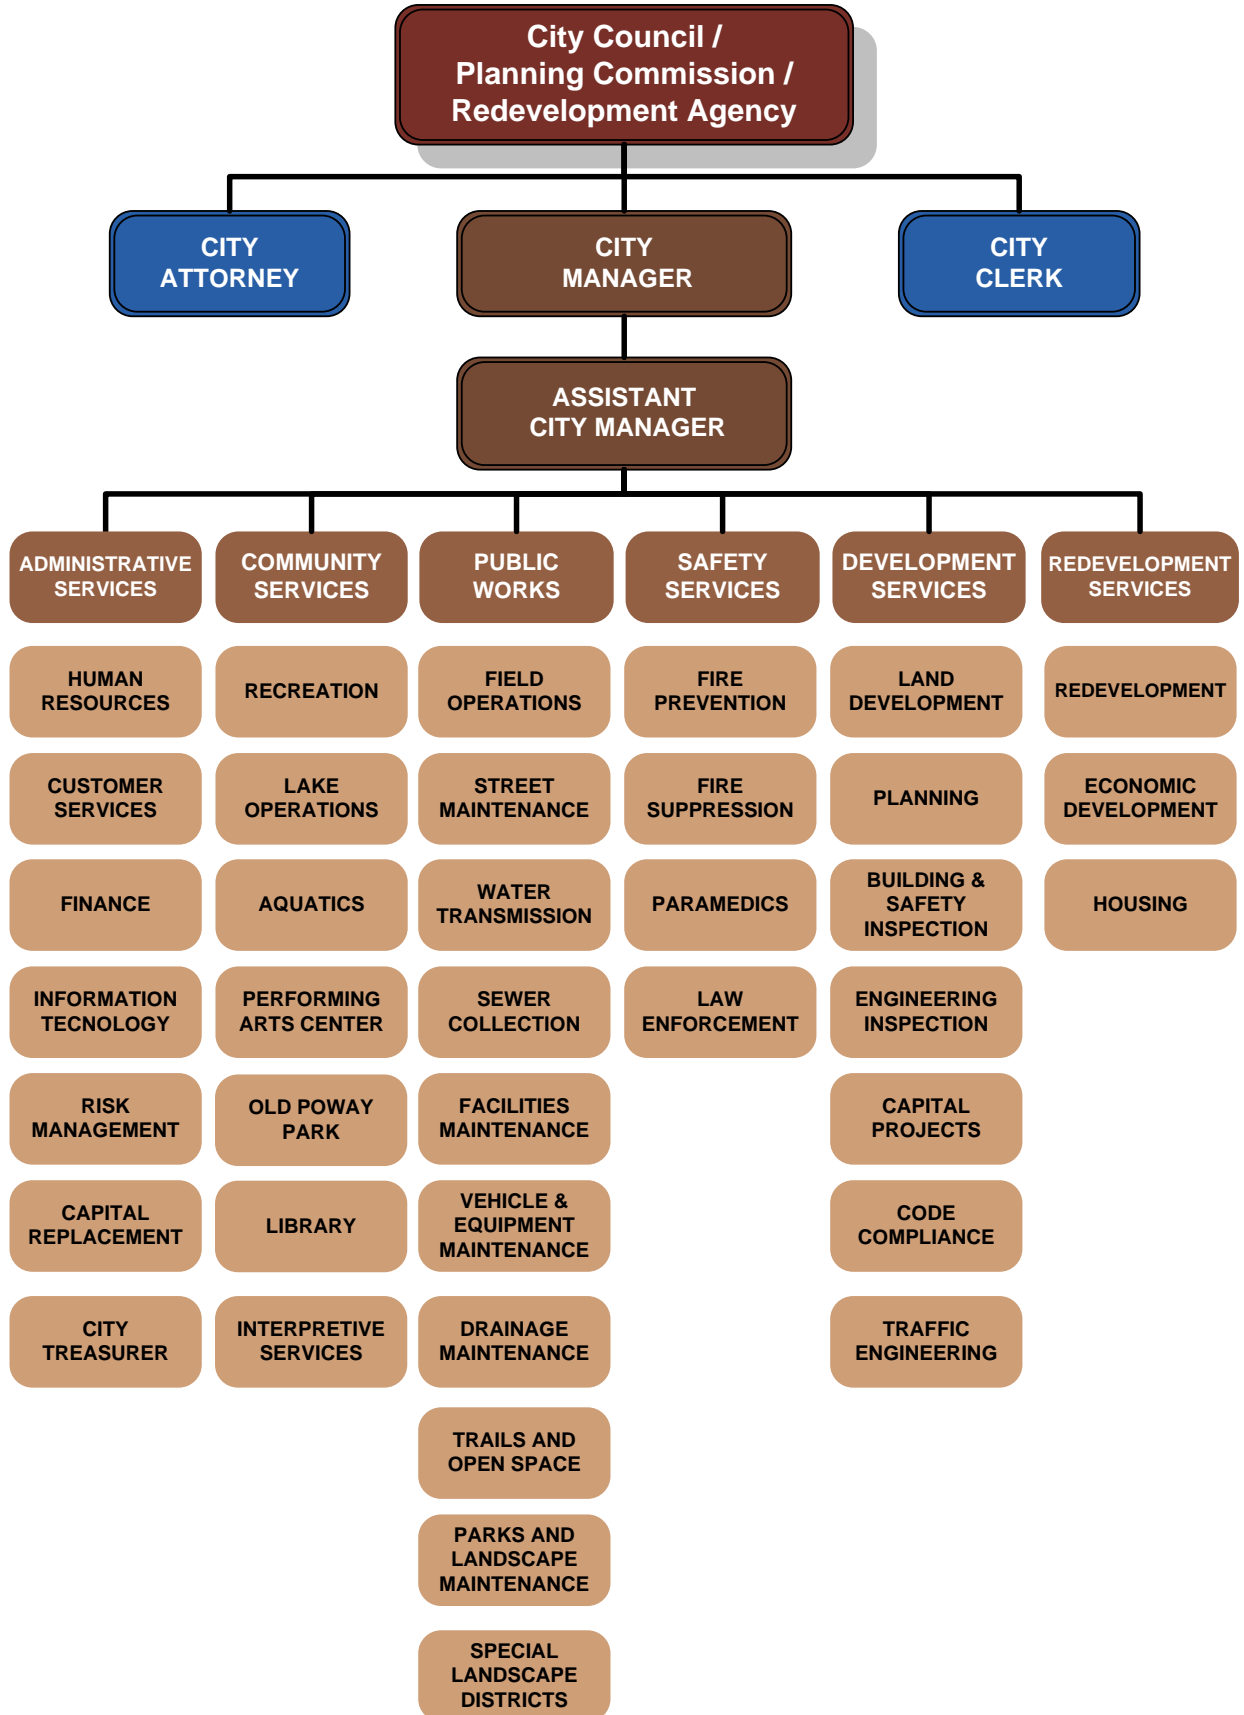 City Council /
Planning Commission /
Redevelopment Agency
CITY
ATTORNEY
CITY
MANAGER
CITY
CLERK
ASSISTANT
CITY MANAGER
ADMINISTRATIVE
SERVICES
COMMUNITY
SERVICES
PUBLIC
WORKS
SAFETY
SERVICES
DEVELOPMENT
SERVICES
REDEVELOPMENT
SERVICES
HUMAN
RESOURCES
RECREATION
FIELD
OPERATIONS
FIRE
PREVENTION
LAND
DEVELOPMENT
REDEVELOPMENT
CUSTOMER
SERVICES
LAKE
OPERATIONS
STREET
MAINTENANCE
FIRE
SUPPRESSION
PLANNING
ECONOMIC
DEVELOPMENT
FINANCE
AQUATICS
WATER
TRANSMISSION
PARAMEDICS
BUILDING &
SAFETY
INSPECTION
HOUSING
INFORMATION
TECNOLOGY
PERFORMING
ARTS CENTER
SEWER
COLLECTION
LAW
ENFORCEMENT
ENGINEERING
INSPECTION
RISK
MANAGEMENT
OLD POWAY
PARK
FACILITIES
MAINTENANCE
CAPITAL
PROJECTS
CAPITAL
REPLACEMENT
LIBRARY
VEHICLE &
EQUIPMENT
MAINTENANCE
CODE
COMPLIANCE
CITY
TREASURER
INTERPRETIVE
SERVICES
DRAINAGE
MAINTENANCE
TRAFFIC
ENGINEERING
TRAILS AND
OPEN SPACE
PARKS AND
LANDSCAPE
MAINTENANCE
SPECIAL
LANDSCAPE
DISTRICTS